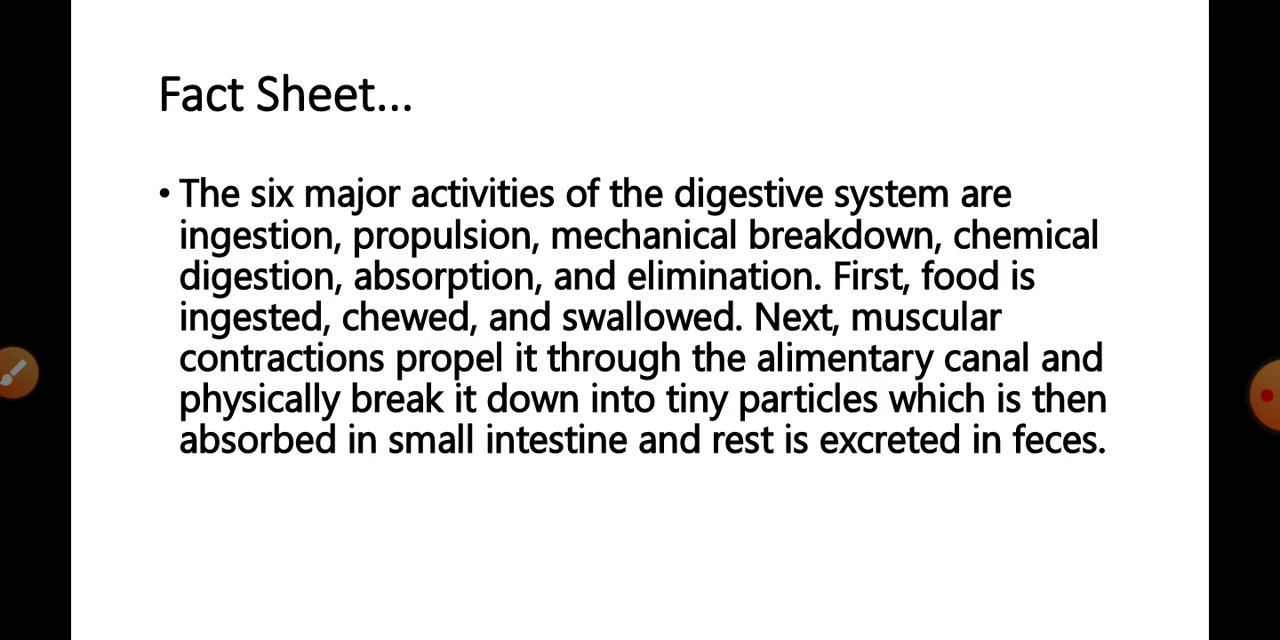 Fact Sheet...
• The six major activities of the digestive system are
ingestion, propulsion, mechanical breakdown, chemical
digestion, absorption, and elimination. First, food is
ingested, chewed, and swallowed. Next, muscular
contractions propel it through the alimentary canal and
physically break it down into tiny particles which is then
absorbed in small intestine and rest is excreted in feces.